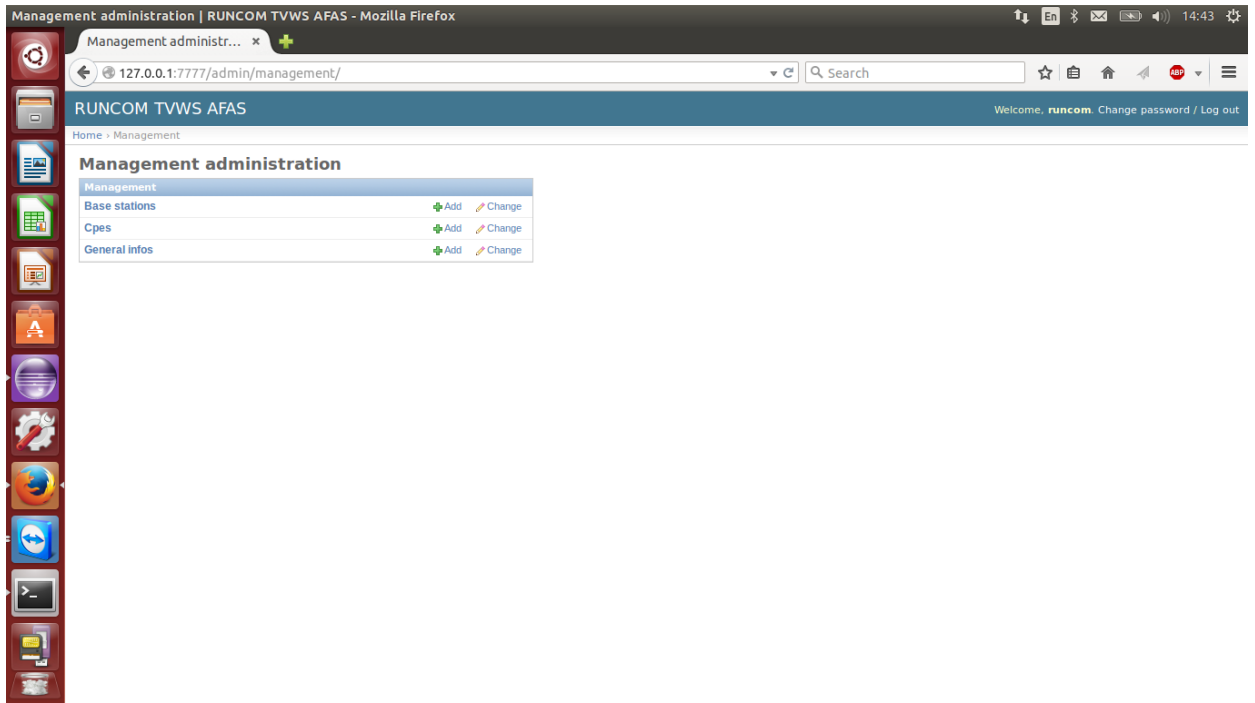 Management administration | RUNCOM TVWS AFAS - Mozilla Firefox
En
14:43
Management administr...
127.0.0.1:7777/admin/management/
Search
ABP
RUNCOM TVWS AFAS
Welcome, runcom. Change password / Log out
Home › Management
Management administration
Management
Base stations Add Change
Cpes Add Change
General infos Add Change
>_